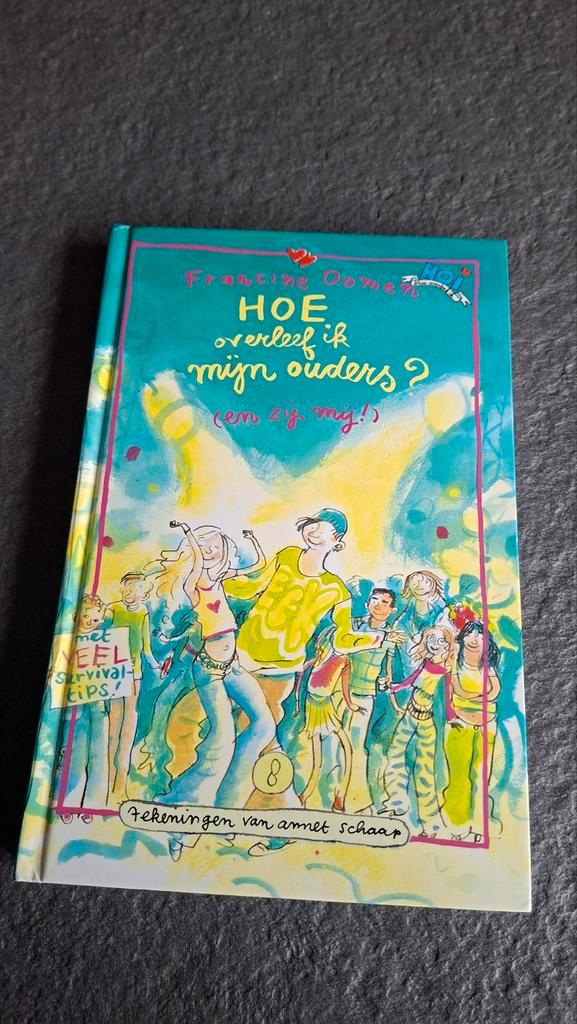 Francine Oomen
HOi
HOE
overleef ik
mijn ouders?
(en zij mij!)
met
VEEL
survival-
tips!
8
tekeningen van annet schaap